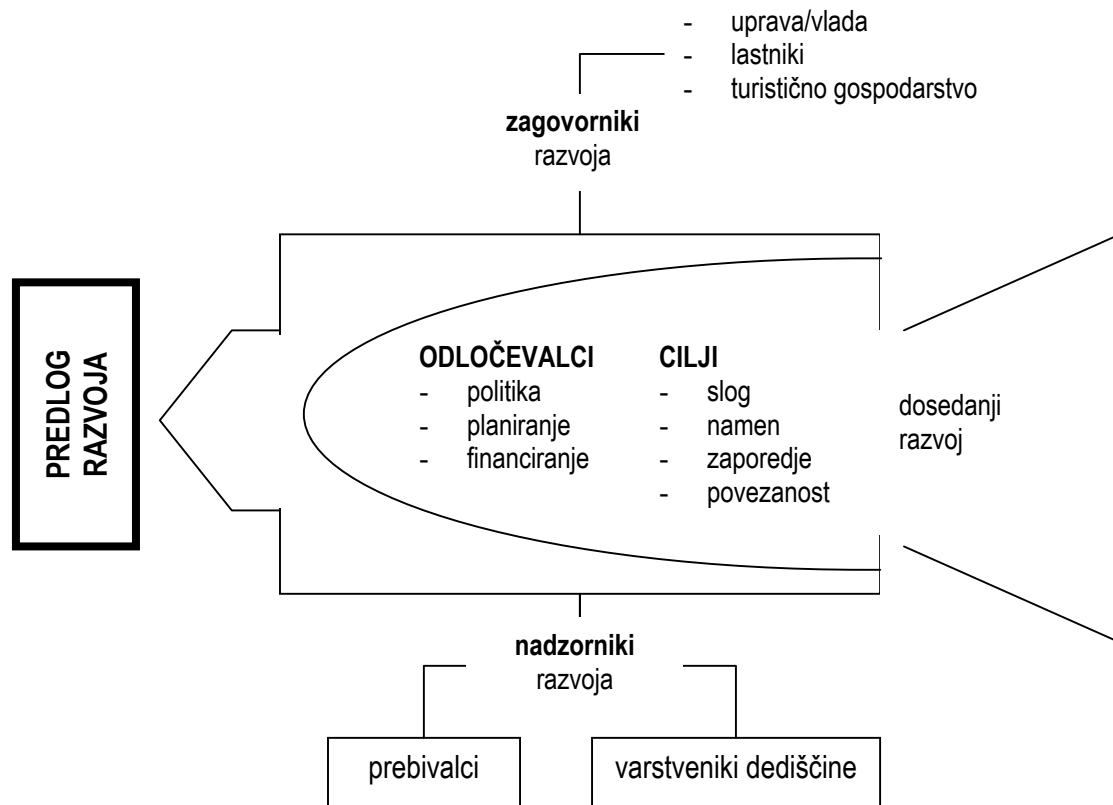 - uprava/vlada
- lastniki
- turistično gospodarstvo
zagovorniki
razvoja
PREDLOG
RAZVOJA
ODLOČEVALCI
- politika
- planiranje
- financiranje
CILJI
- slog
- namen
- zaporedje
- povezanost
dosedanji
razvoj
nadzorniki
razvoja
prebivalci
varstveniki dediščine